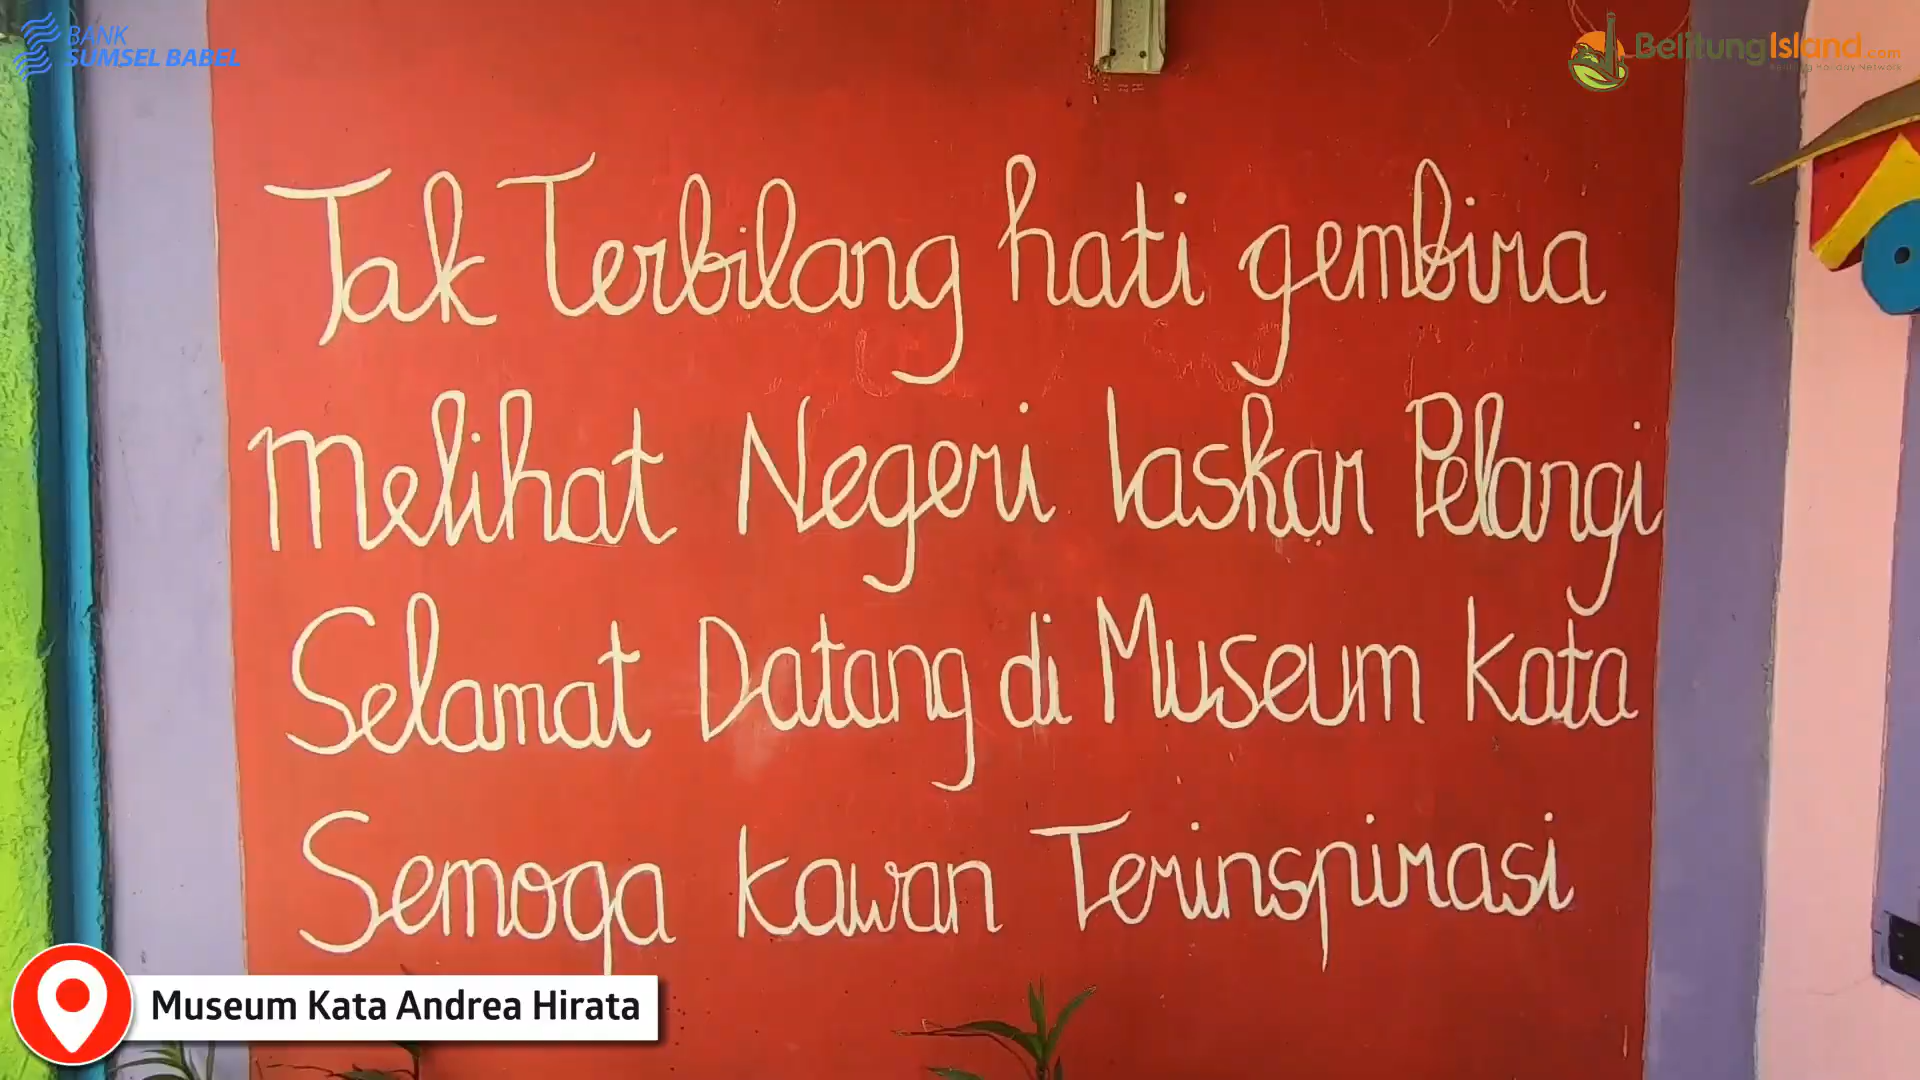 BANK
SUMSEL BABEL
BelitungIsland.com
Tak Terbilang hati gembira
Melihat Negeri Laskar Pelangi
Selamat Datang di Museum Kata
Semoga Kawan Terinspirasi
Museum Kata Andrea Hirata